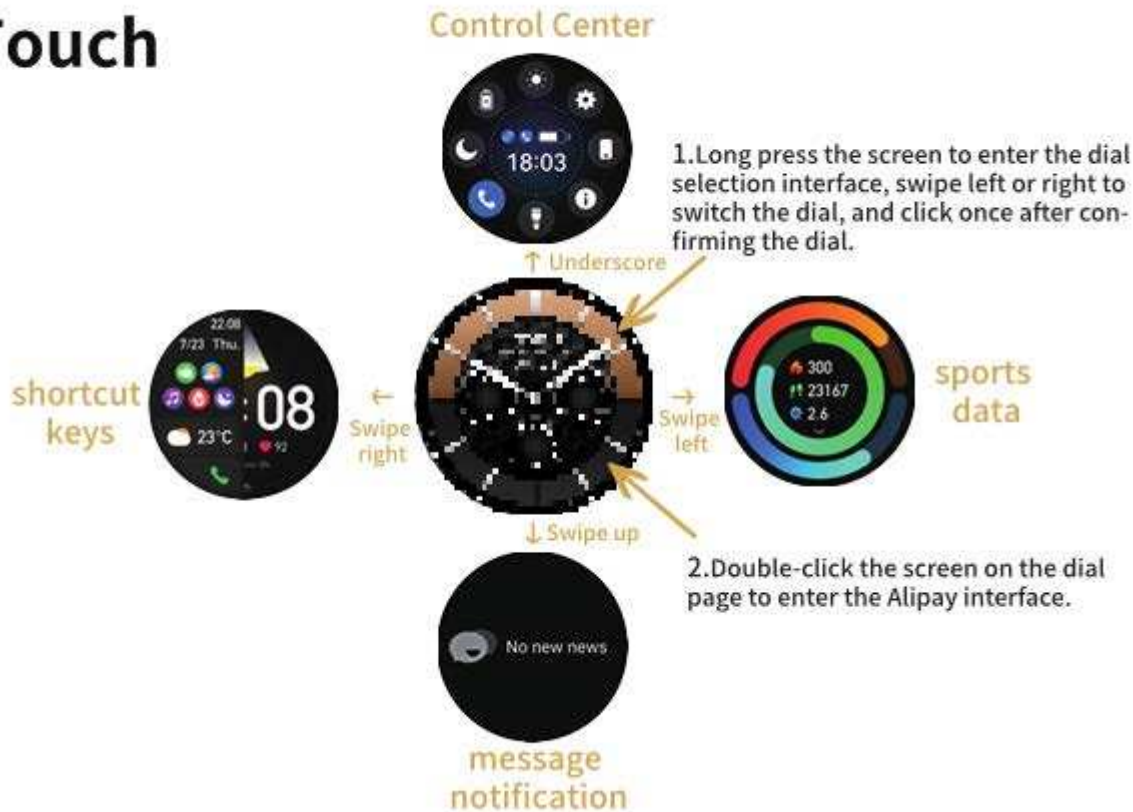 Touch
Control Center
18:03
1.Long press the screen to enter the dial
selection interface, swipe left or right to
switch the dial, and click once after con-
firming the dial.
↑ Underscore
22:08
7/23 Thu.
:08
23°C
92
shortcut
keys
←
Swipe
right
→
Swipe
left
300
23167
2.6
sports
data
↓ Swipe up
2.Double-click the screen on the dial
page to enter the Alipay interface.
No new news
message
notification